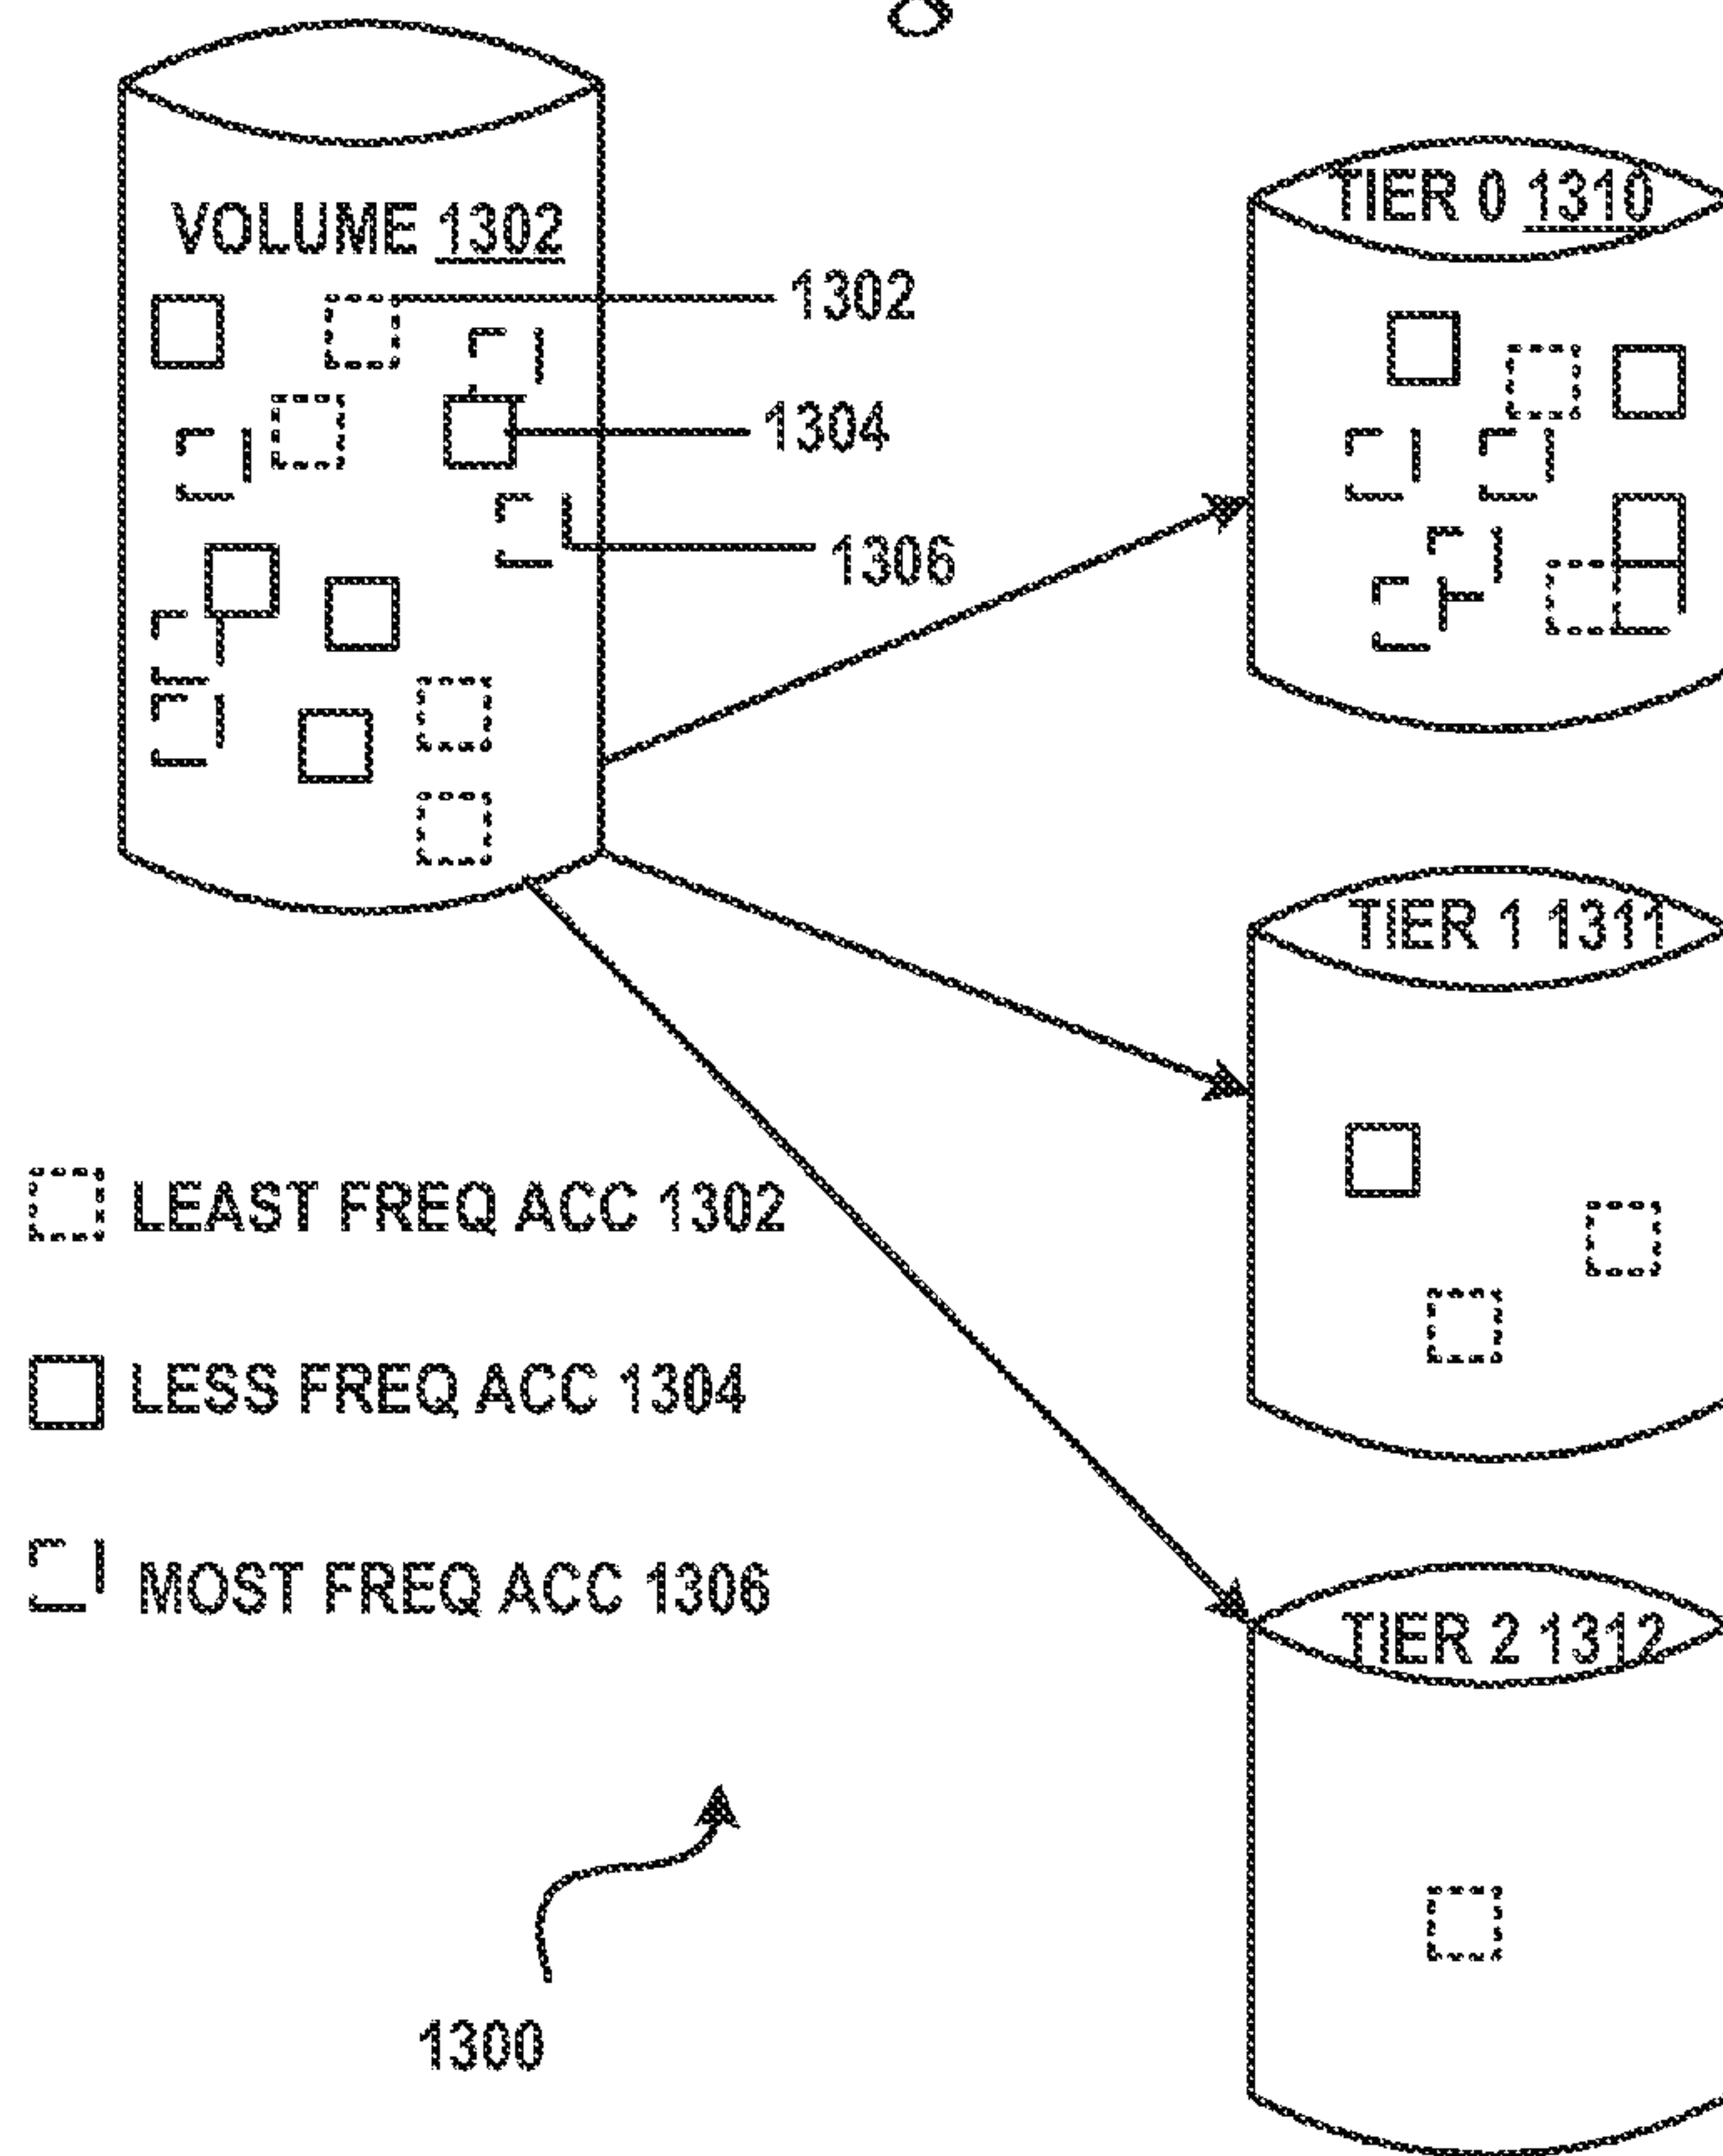 VOLUME 1302
1302
1304
1306
TIER 0 1310
TIER 1 1311
TIER 2 1312
LEAST FREQ ACC 1302
LESS FREQ ACC 1304
MOST FREQ ACC 1306
1300